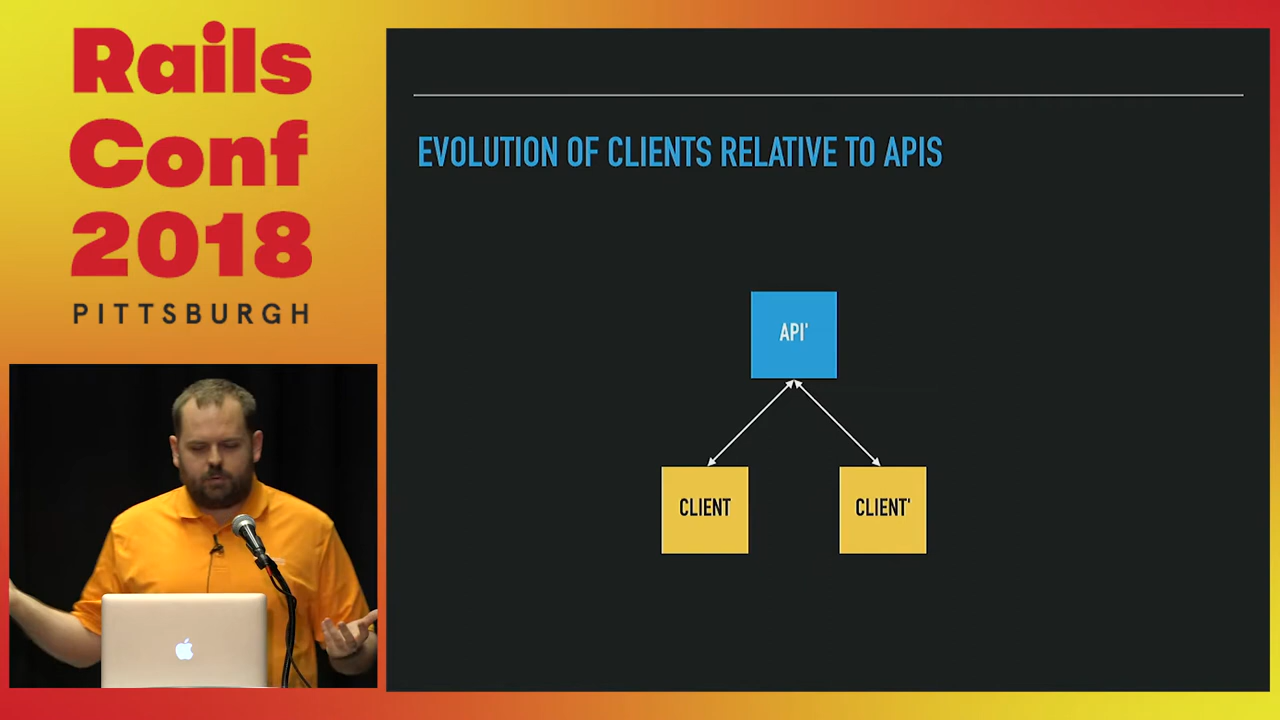 Rails
Conf
2018
PITTSBURGH
EVOLUTION OF CLIENTS RELATIVE TO APIS
API'
CLIENT
CLIENT'